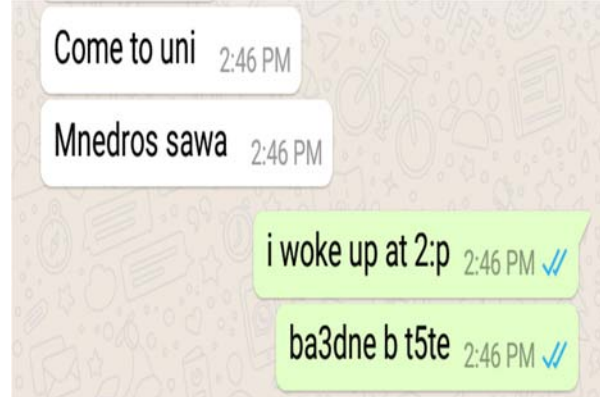 Come to uni 2:46 PM
Mnedros sawa 2:46 PM
i woke up at 2:p 2:46 PM
ba3dne b t5te 2:46 PM